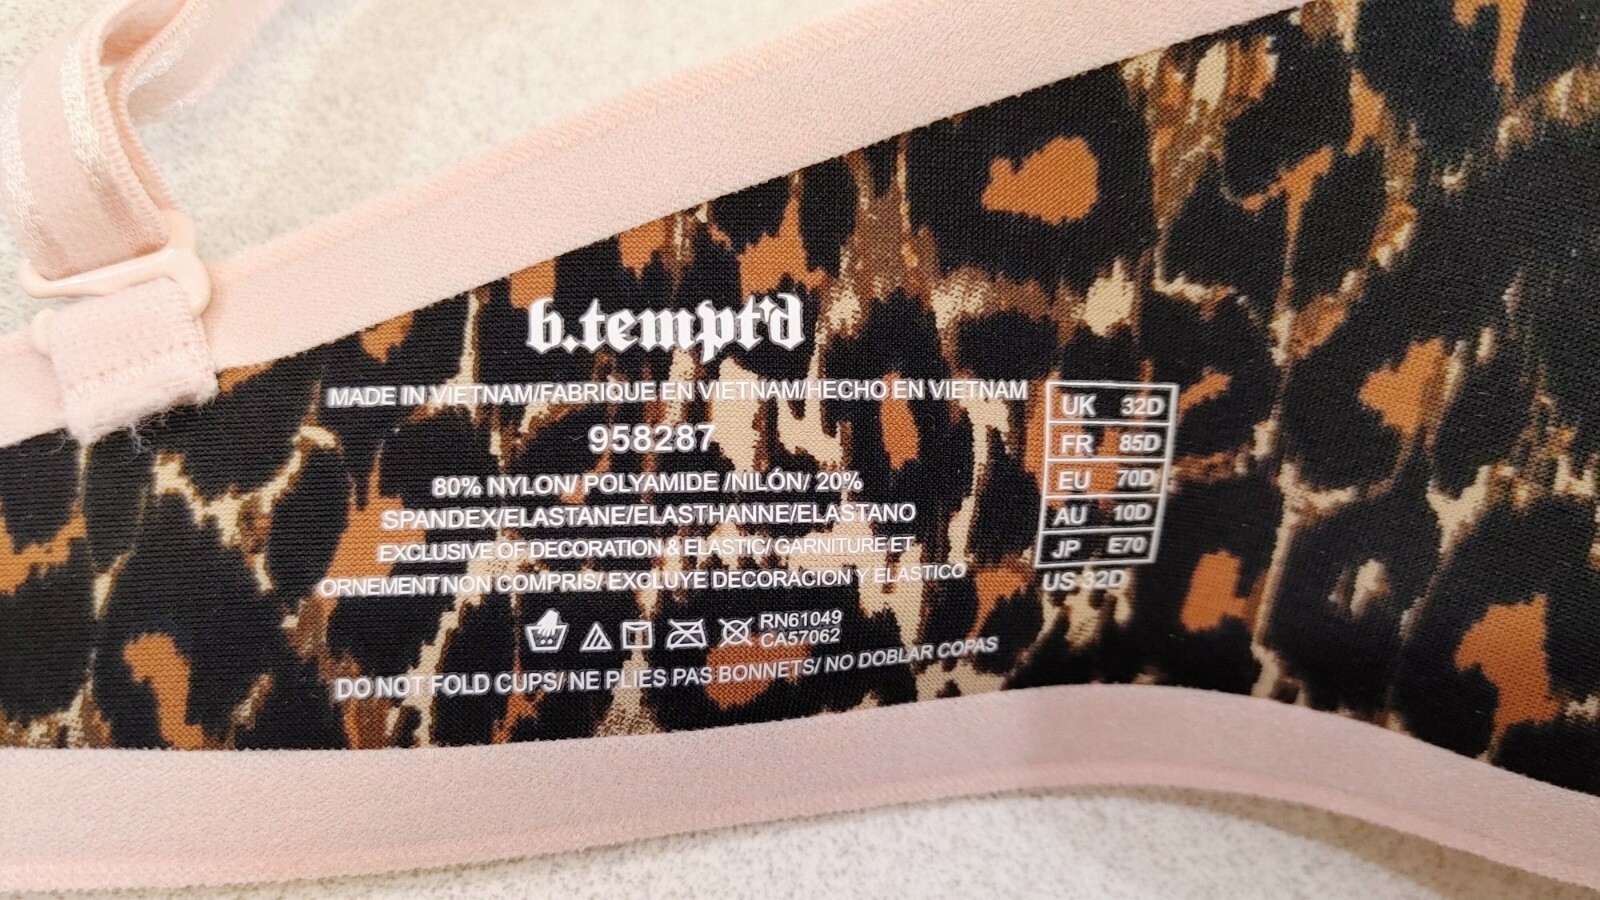 b.tempt'd
MADE IN VIETNAM/FABRIQUE EN VIETNAM/HECHO EN VIETNAM
958287
80% NYLON/ POLYAMIDE /NILÓN/ 20%
SPANDEX/ELASTANE/ELASTHANNE/ELASTANO
EXCLUSIVE OF DECORATION & ELASTIC/ GARNITURE ET
ORNEMENT NON COMPRIS/ EXCLUYE DECORACION Y ELASTICO
RN61049
CA57062
DO NOT FOLD CUPS/ NE PLIES PAS BONNETS/ NO DOBLAR COPAS
UK 32D
FR 85D
EU 70D
AU 10D
JP E70
US 32D